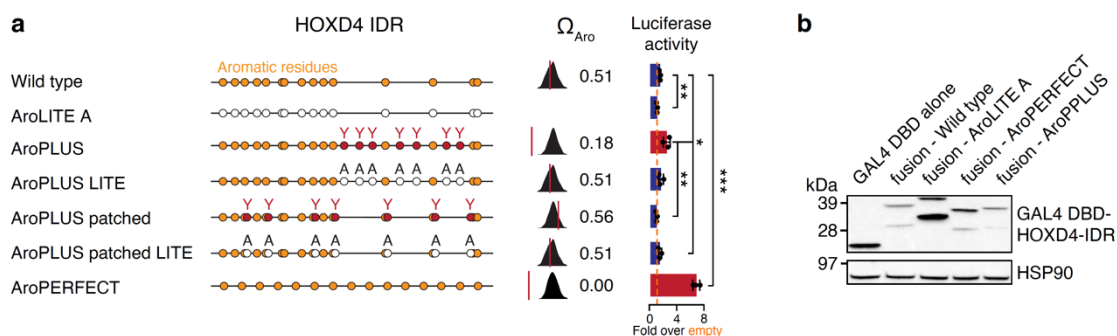 a
HOXD4 IDR
Ω Aro
Luciferase
activity
Aromatic residues
Wild type
0.51
**
AroLITE A
Y Y Y Y Y Y Y
AroPLUS
0.18
*
A A A A A A A
AroPLUS LITE
0.51
**
***
Y Y Y Y Y Y Y
AroPLUS patched
0.56
A A A A A A A
AroPLUS patched LITE
0.51
AroPERFECT
0.00
0 4 8
Fold over empty
b
GAL4 DBD alone
fusion - Wild type
fusion - AroLITE A
fusion - AroPERFECT
fusion - AroPPLUS
kDa
39
28
GAL4 DBD-
HOXD4-IDR
97
HSP90